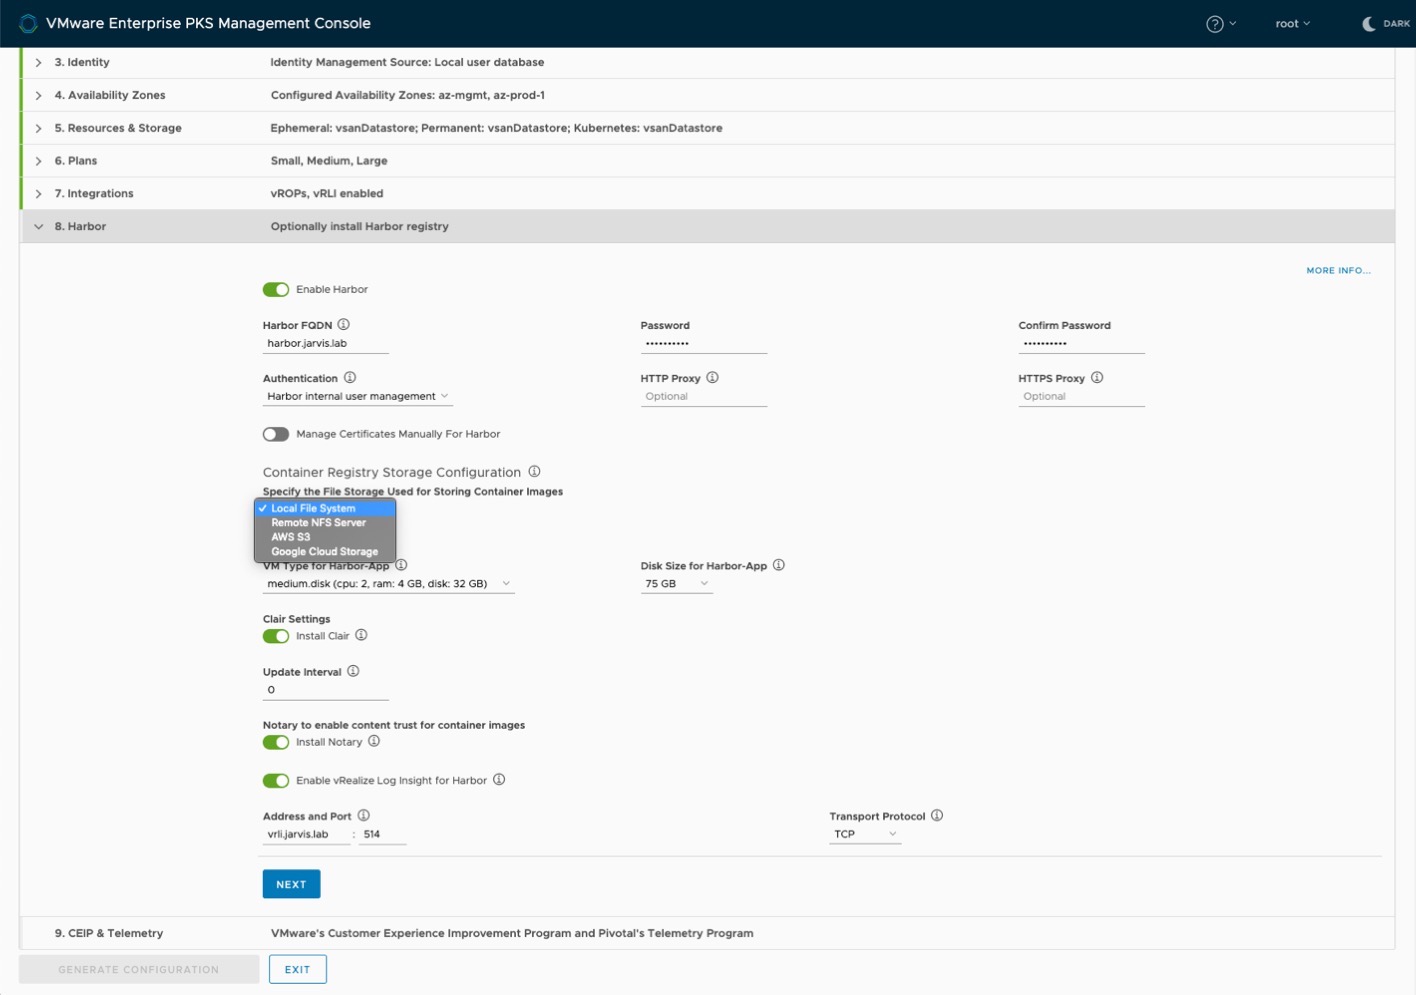 VMware Enterprise PKS Management Console
root
DARK
3. Identity Identity Management Source: Local user database
4. Availability Zones Configured Availability Zones: az-mgmt, az-prod-1
5. Resources & Storage Ephemeral: vsanDatastore; Permanent: vsanDatastore; Kubernetes: vsanDatastore
6. Plans Small, Medium, Large
7. Integrations vROPs, vRLI enabled
8. Harbor Optionally install Harbor registry
MORE INFO...
Enable Harbor
Harbor FQDN Password Confirm Password
harbor.jarvis.lab •••••••••• ••••••••••
Authentication HTTP Proxy HTTPS Proxy
Harbor internal user management Optional Optional
Manage Certificates Manually For Harbor
Container Registry Storage Configuration
Specify the File Storage Used for Storing Container Images
✓ Local File System
Remote NFS Server
AWS S3
Google Cloud Storage
VM Type for Harbor-App Disk Size for Harbor-App
medium.disk (cpu: 2, ram: 4 GB, disk: 32 GB) 75 GB
Clair Settings
Install Clair
Update Interval
0
Notary to enable content trust for container images
Install Notary
Enable vRealize Log Insight for Harbor
Address and Port Transport Protocol
vrli.jarvis.lab : 514 TCP
NEXT
9. CEIP & Telemetry VMware's Customer Experience Improvement Program and Pivotal's Telemetry Program
GENERATE CONFIGURATION EXIT